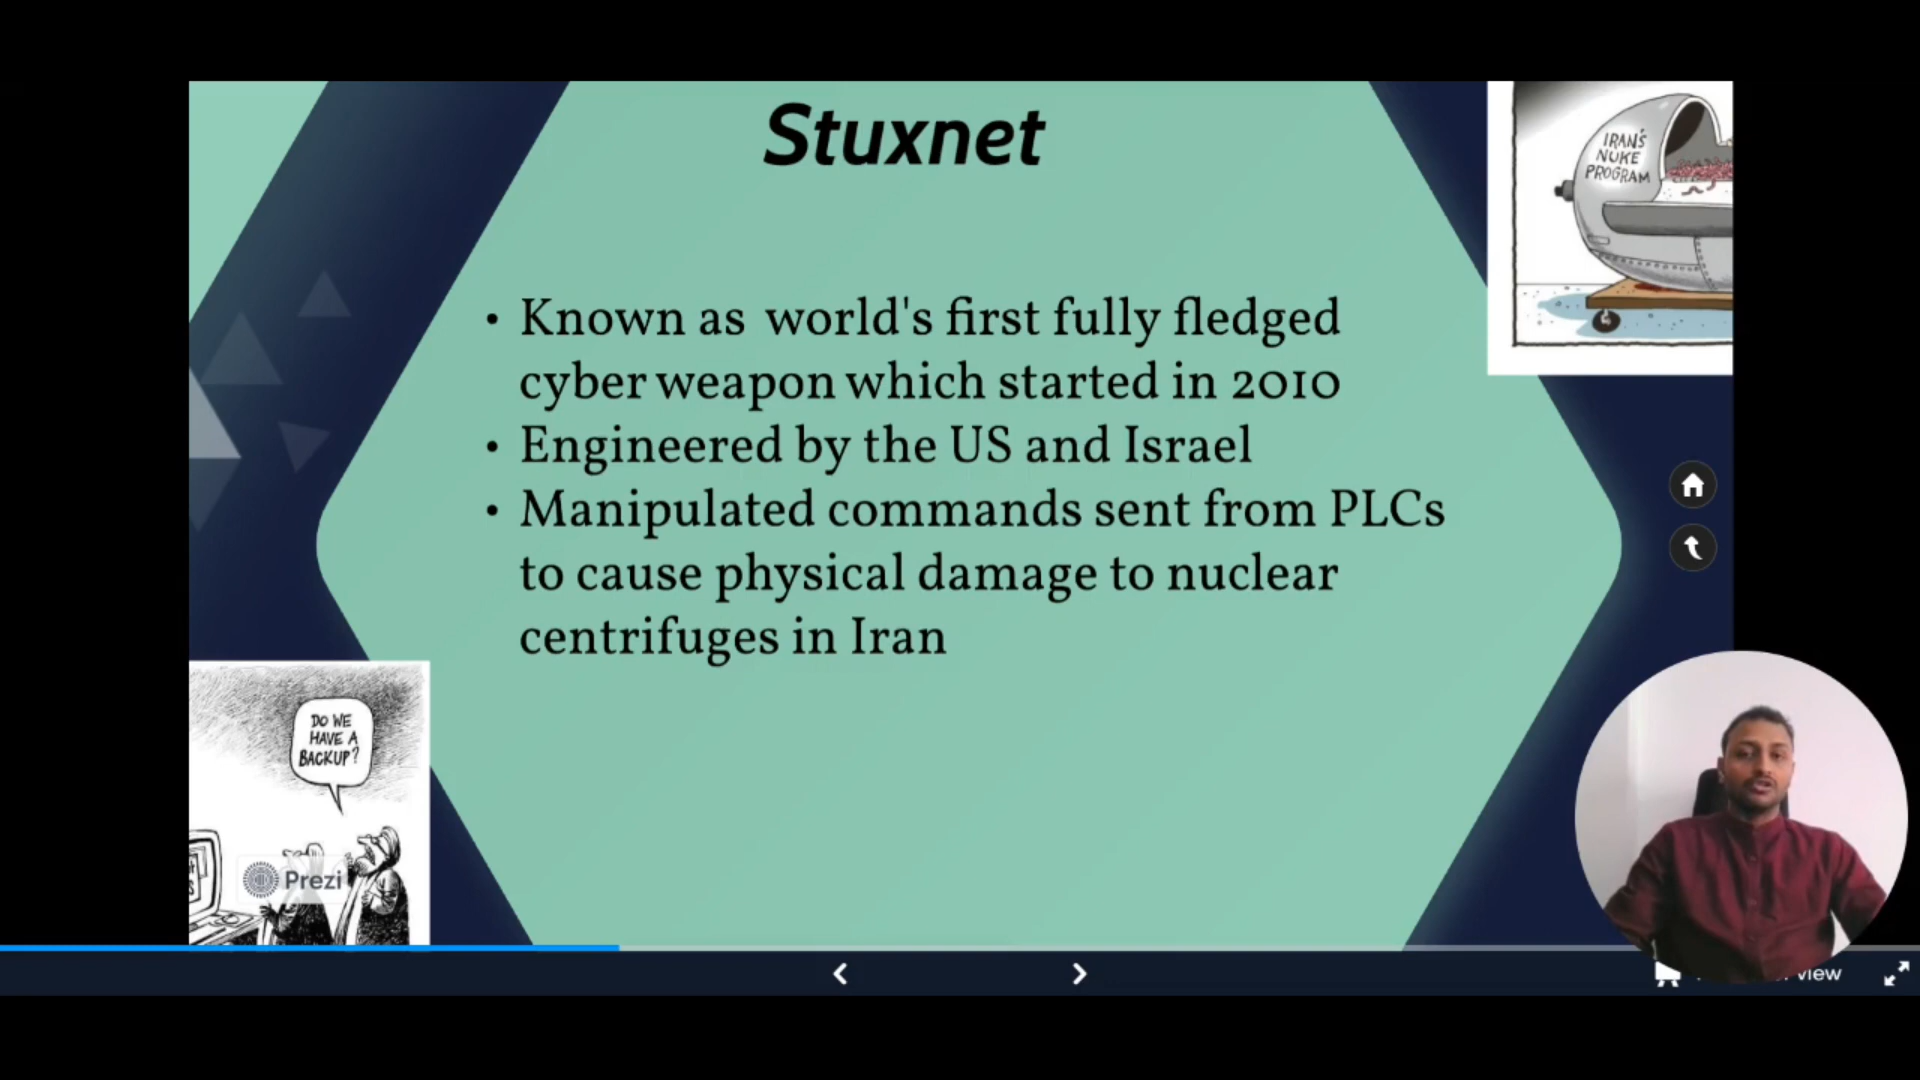 Stuxnet
IRAN'S
NUKE
PROGRAM
• Known as world's first fully fledged
cyber weapon which started in 2010
• Engineered by the US and Israel
• Manipulated commands sent from PLCs
to cause physical damage to nuclear
centrifuges in Iran
DO WE
HAVE A
BACKUP?
Prezi
view